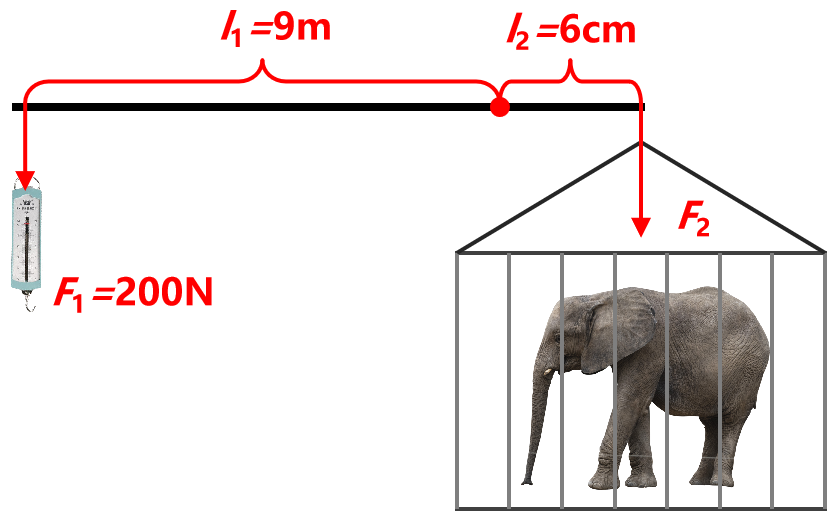 l₁=9m
l₂=6cm
F₂
F₁=200N